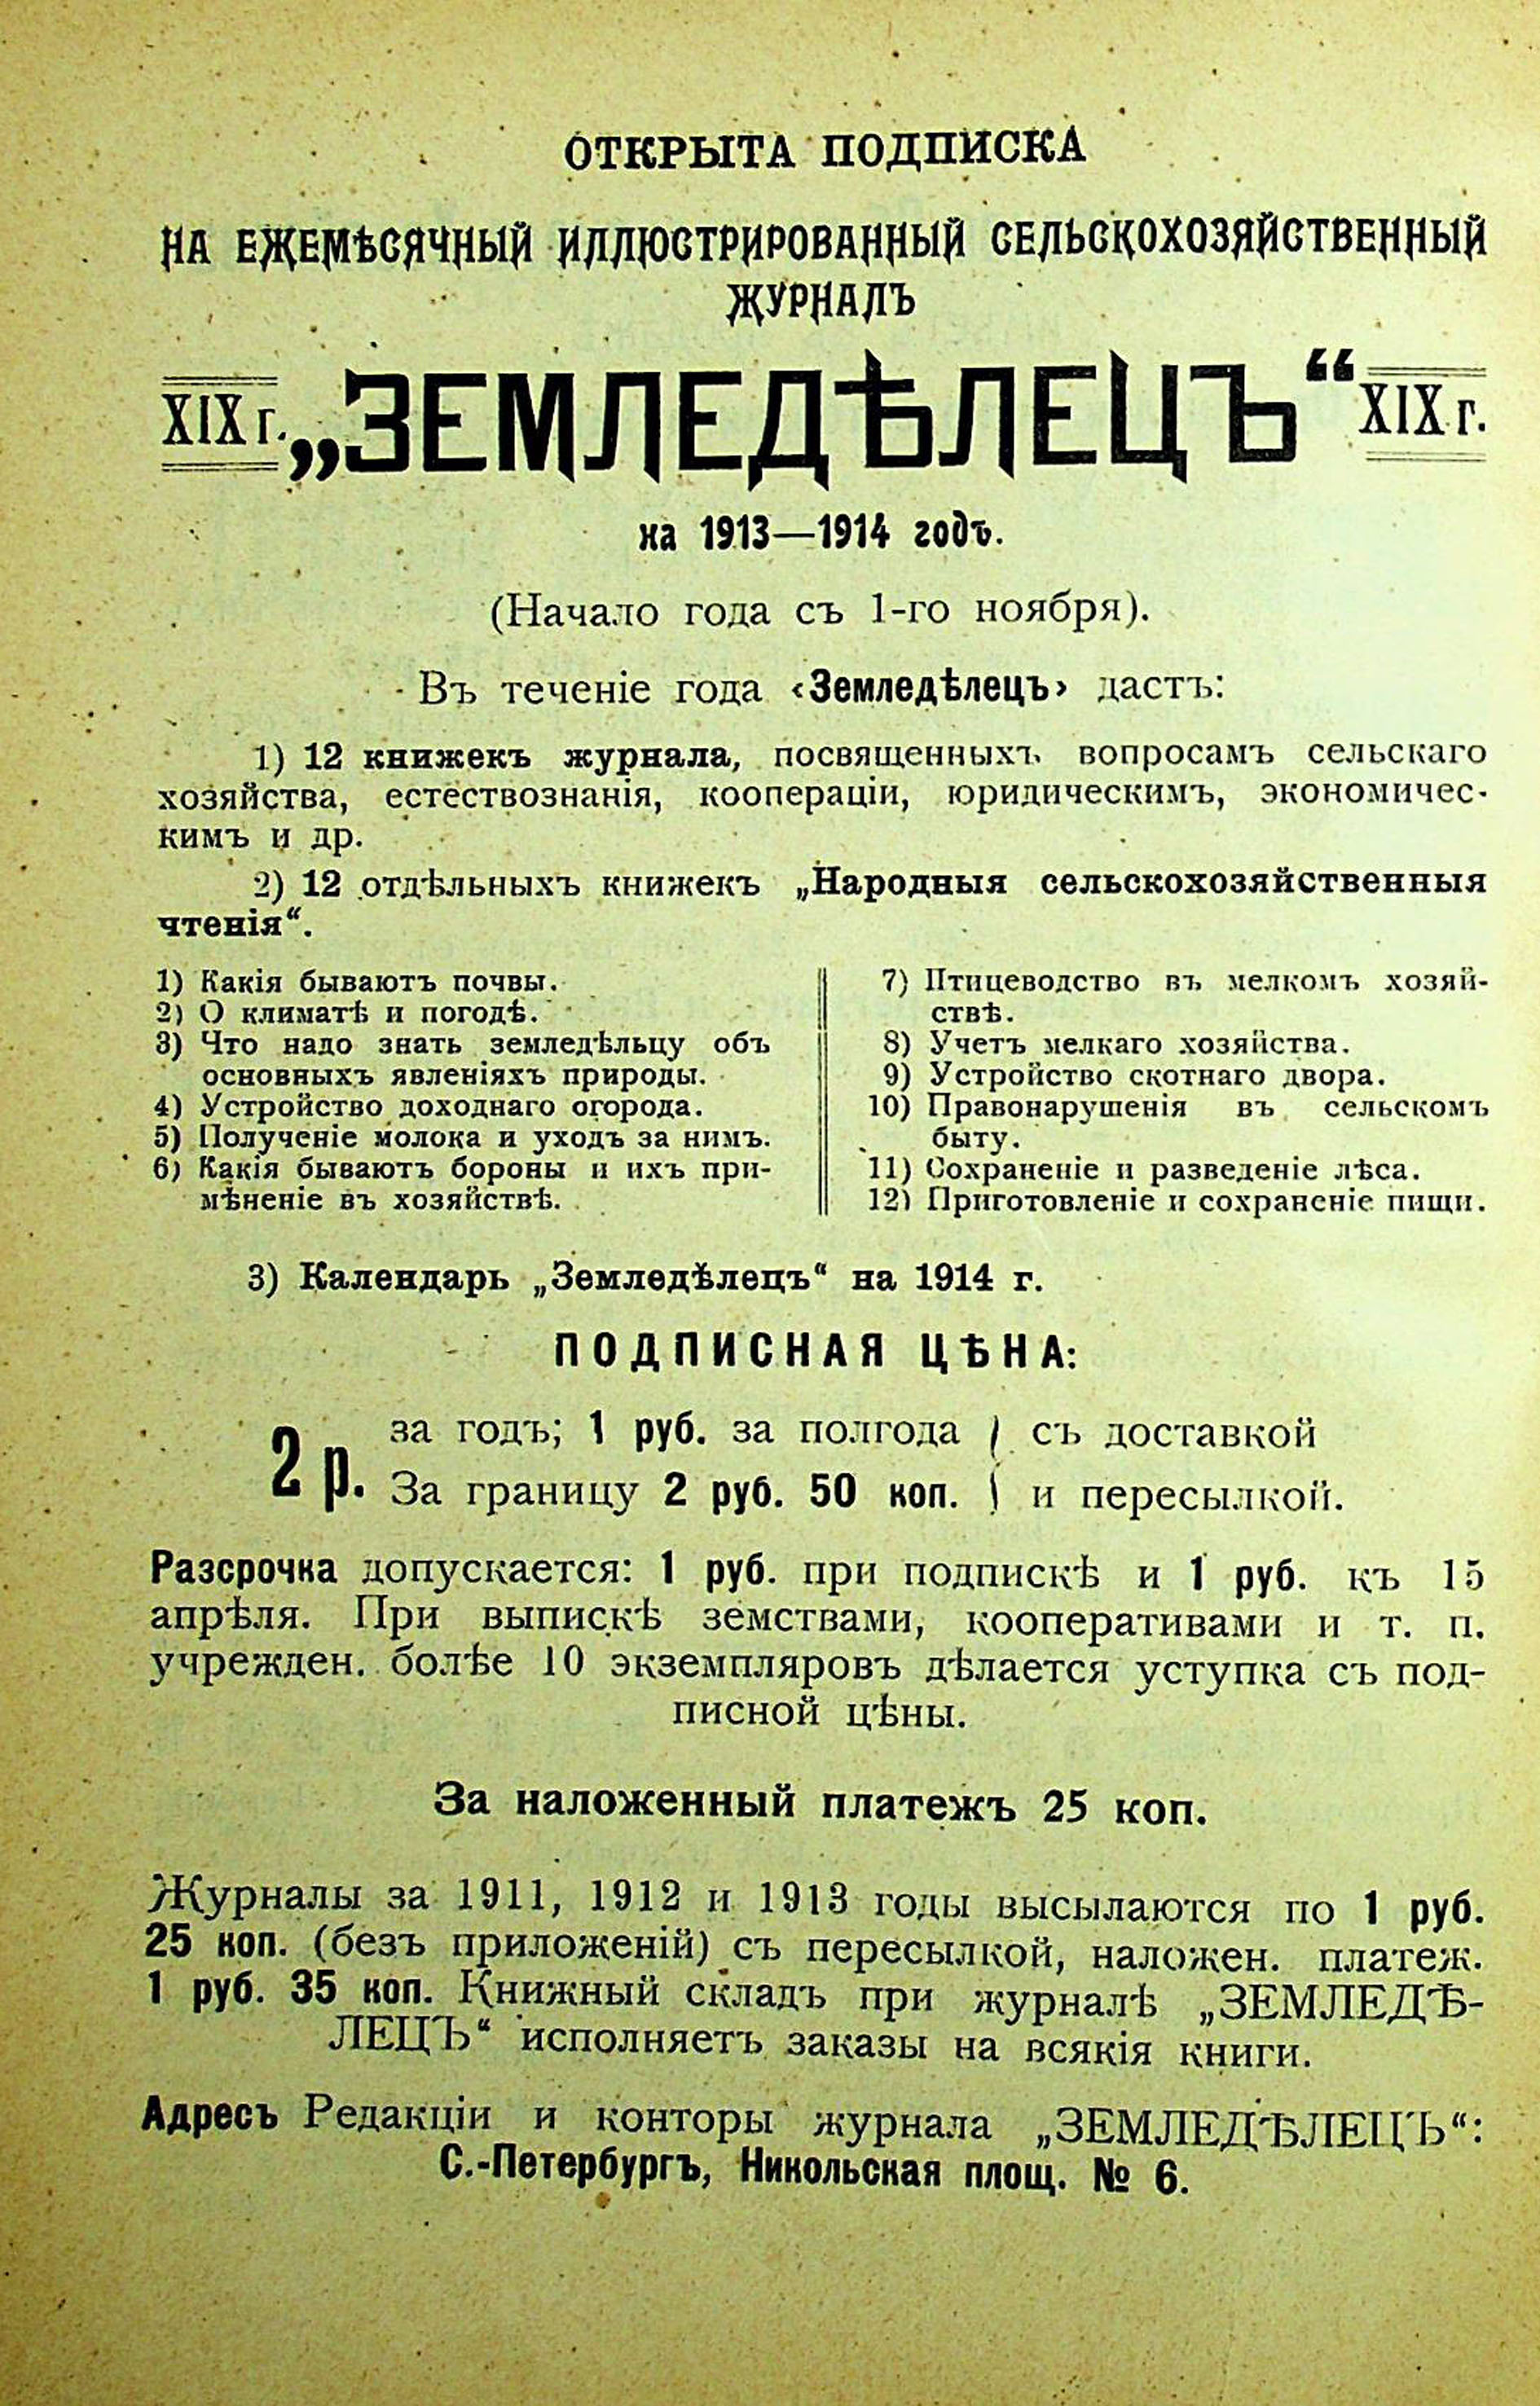 ОТКРЫТА ПОДПИСКА
НА ЕЖЕМѢСЯЧНЫЙ ИЛЛЮСТРИРОВАННЫЙ СЕЛЬСКОХОЗЯЙСТВЕННЫЙ
ЖУРНАЛЪ
XIX г. „ЗЕМЛЕДѢЛЕЦЪ“ XIX г.
на 1913—1914 годъ.
(Начало года съ 1-го ноября).
Въ теченіе года ‹Земледѣлецъ› дастъ:
1) 12 книжекъ журнала, посвященныхъ вопросамъ сельскаго
хозяйства, естествознанія, коопераціи, юридическимъ, экономичес-
кимъ и др.
2) 12 отдѣльныхъ книжекъ „Народныя сельскохозяйственныя
чтенія“.
1) Какія бываютъ почвы.
2) О климатѣ и погодѣ.
3) Что надо знать земледѣльцу объ
основныхъ явленіяхъ природы.
4) Устройство доходнаго огорода.
5) Полученіе молока и уходъ за нимъ.
6) Какія бываютъ бороны и ихъ при-
мѣненіе въ хозяйствѣ.
7) Птицеводство въ мелкомъ хозяй-
ствѣ.
8) Учетъ мелкаго хозяйства.
9) Устройство скотнаго двора.
10) Правонарушенія въ сельскомъ
быту.
11) Сохраненіе и разведеніе лѣса.
12) Приготовленіе и сохраненіе пищи.
3) Календарь „Земледѣлецъ“ на 1914 г.
ПОДПИСНАЯ ЦѢНА:
2 р. за годъ; 1 руб. за полгода } съ доставкой
За границу 2 руб. 50 коп. } и пересылкой.
Разсрочка допускается: 1 руб. при подпискѣ и 1 руб. къ 15
апрѣля. При выпискѣ земствами, кооперативами и т. п.
учрежден. болѣе 10 экземпляровъ дѣлается уступка съ под-
писной цѣны.
За наложенный платежъ 25 коп.
Журналы за 1911, 1912 и 1913 годы высылаются по 1 руб.
25 коп. (безъ приложеній) съ пересылкой, наложен. платеж.
1 руб. 35 коп. Книжный складъ при журналѣ „ЗЕМЛЕДѢ-
ЛЕЦЪ“ исполняетъ заказы на всякія книги.
Адресъ Редакціи и конторы журнала „ЗЕМЛЕДѢЛЕЦЪ“:
С.-Петербургъ, Никольская площ. № 6.